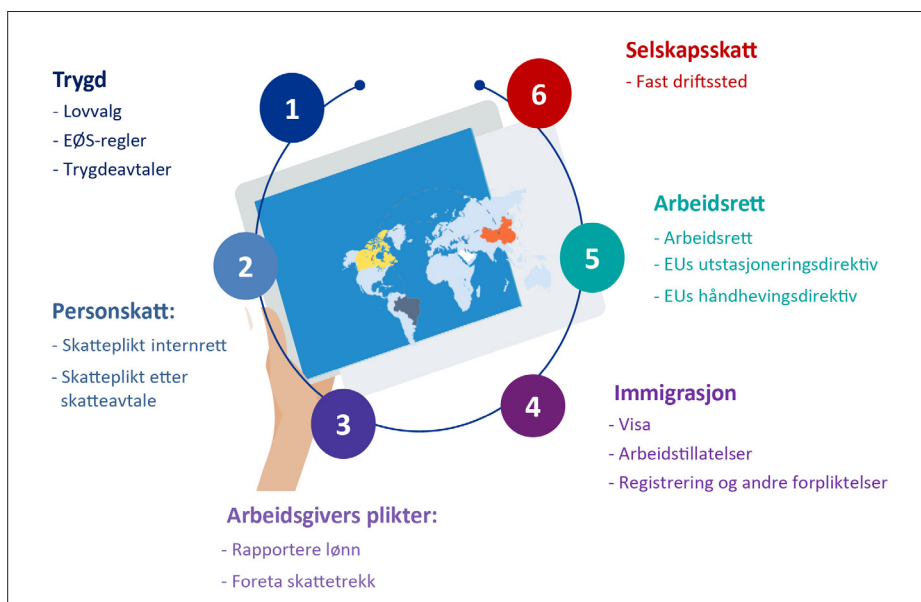 1
Trygd
- Lovvalg
- EØS-regler
- Trygdeavtaler
2
Personskatt:
- Skatteplikt internrett
- Skatteplikt etter
skatteavtale
3
Arbeidsgivers plikter:
- Rapportere lønn
- Foreta skattetrekk
4
Immigrasjon
- Visa
- Arbeidstillatelser
- Registrering og andre forpliktelser
5
Arbeidsrett
- Arbeidsrett
- EUs utstasjoneringsdirektiv
- EUs håndhevingsdirektiv
6
Selskapsskatt
- Fast driftssted